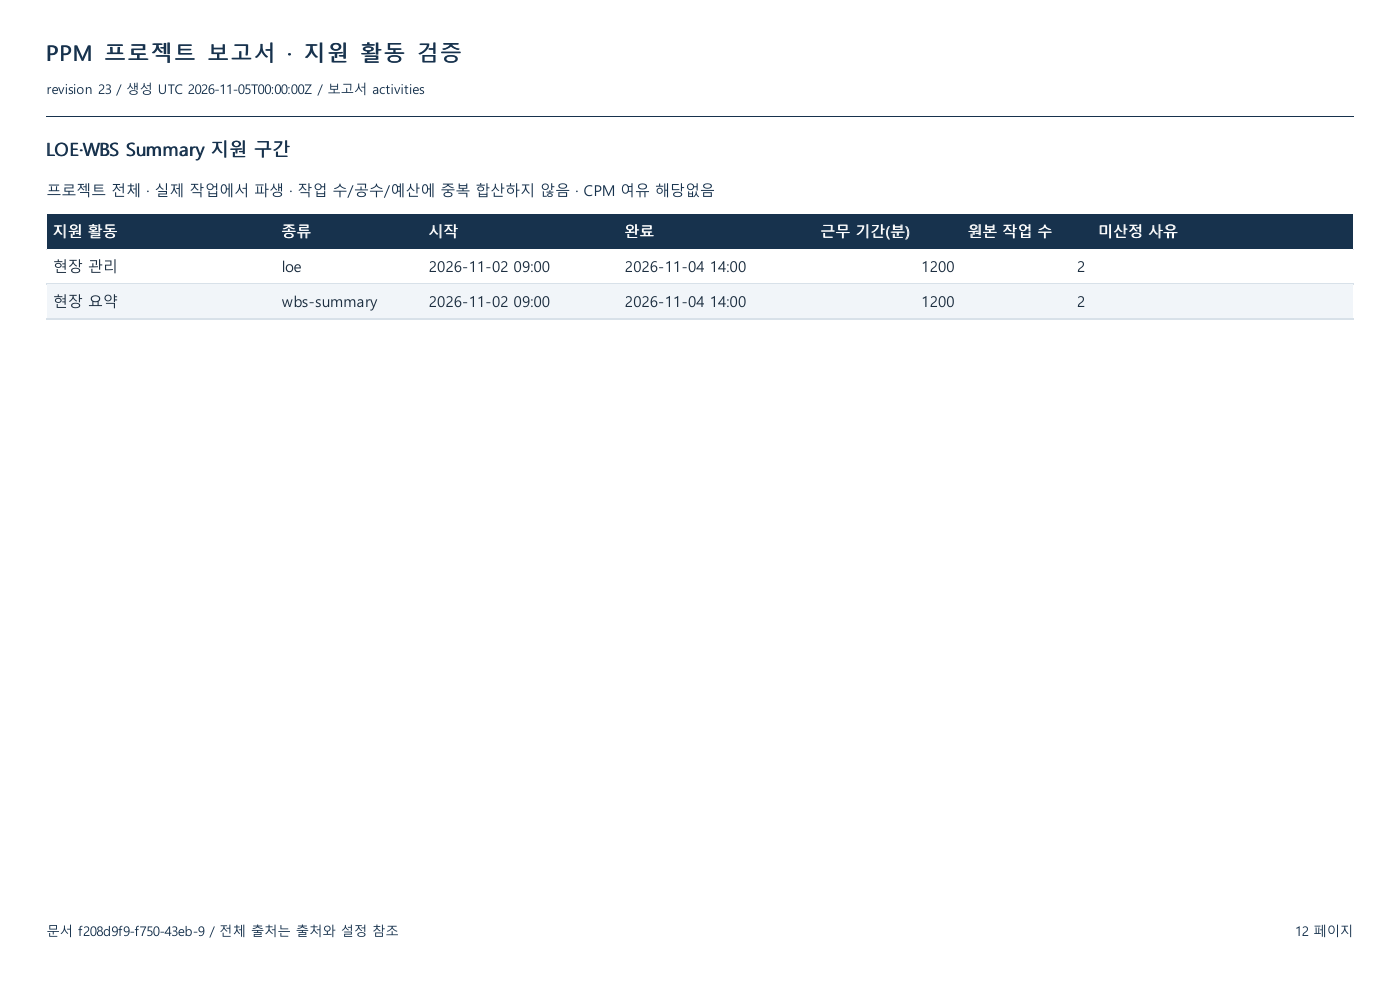 PPM 프로젝트 보고서 · 지원 활동 검증
revision 23 / 생성 UTC 2026-11-05T00:00:00Z / 보고서 activities
LOE·WBS Summary 지원 구간
프로젝트 전체 · 실제 작업에서 파생 · 작업 수/공수/예산에 중복 합산하지 않음 · CPM 여유 해당없음
지원 활동 종류 시작 완료 근무 기간(분) 원본 작업 수 미산정 사유
현장 관리 loe 2026-11-02 09:00 2026-11-04 14:00 1200 2
현장 요약 wbs-summary 2026-11-02 09:00 2026-11-04 14:00 1200 2
문서 f208d9f9-f750-43eb-9 / 전체 출처는 출처와 설정 참조 12 페이지